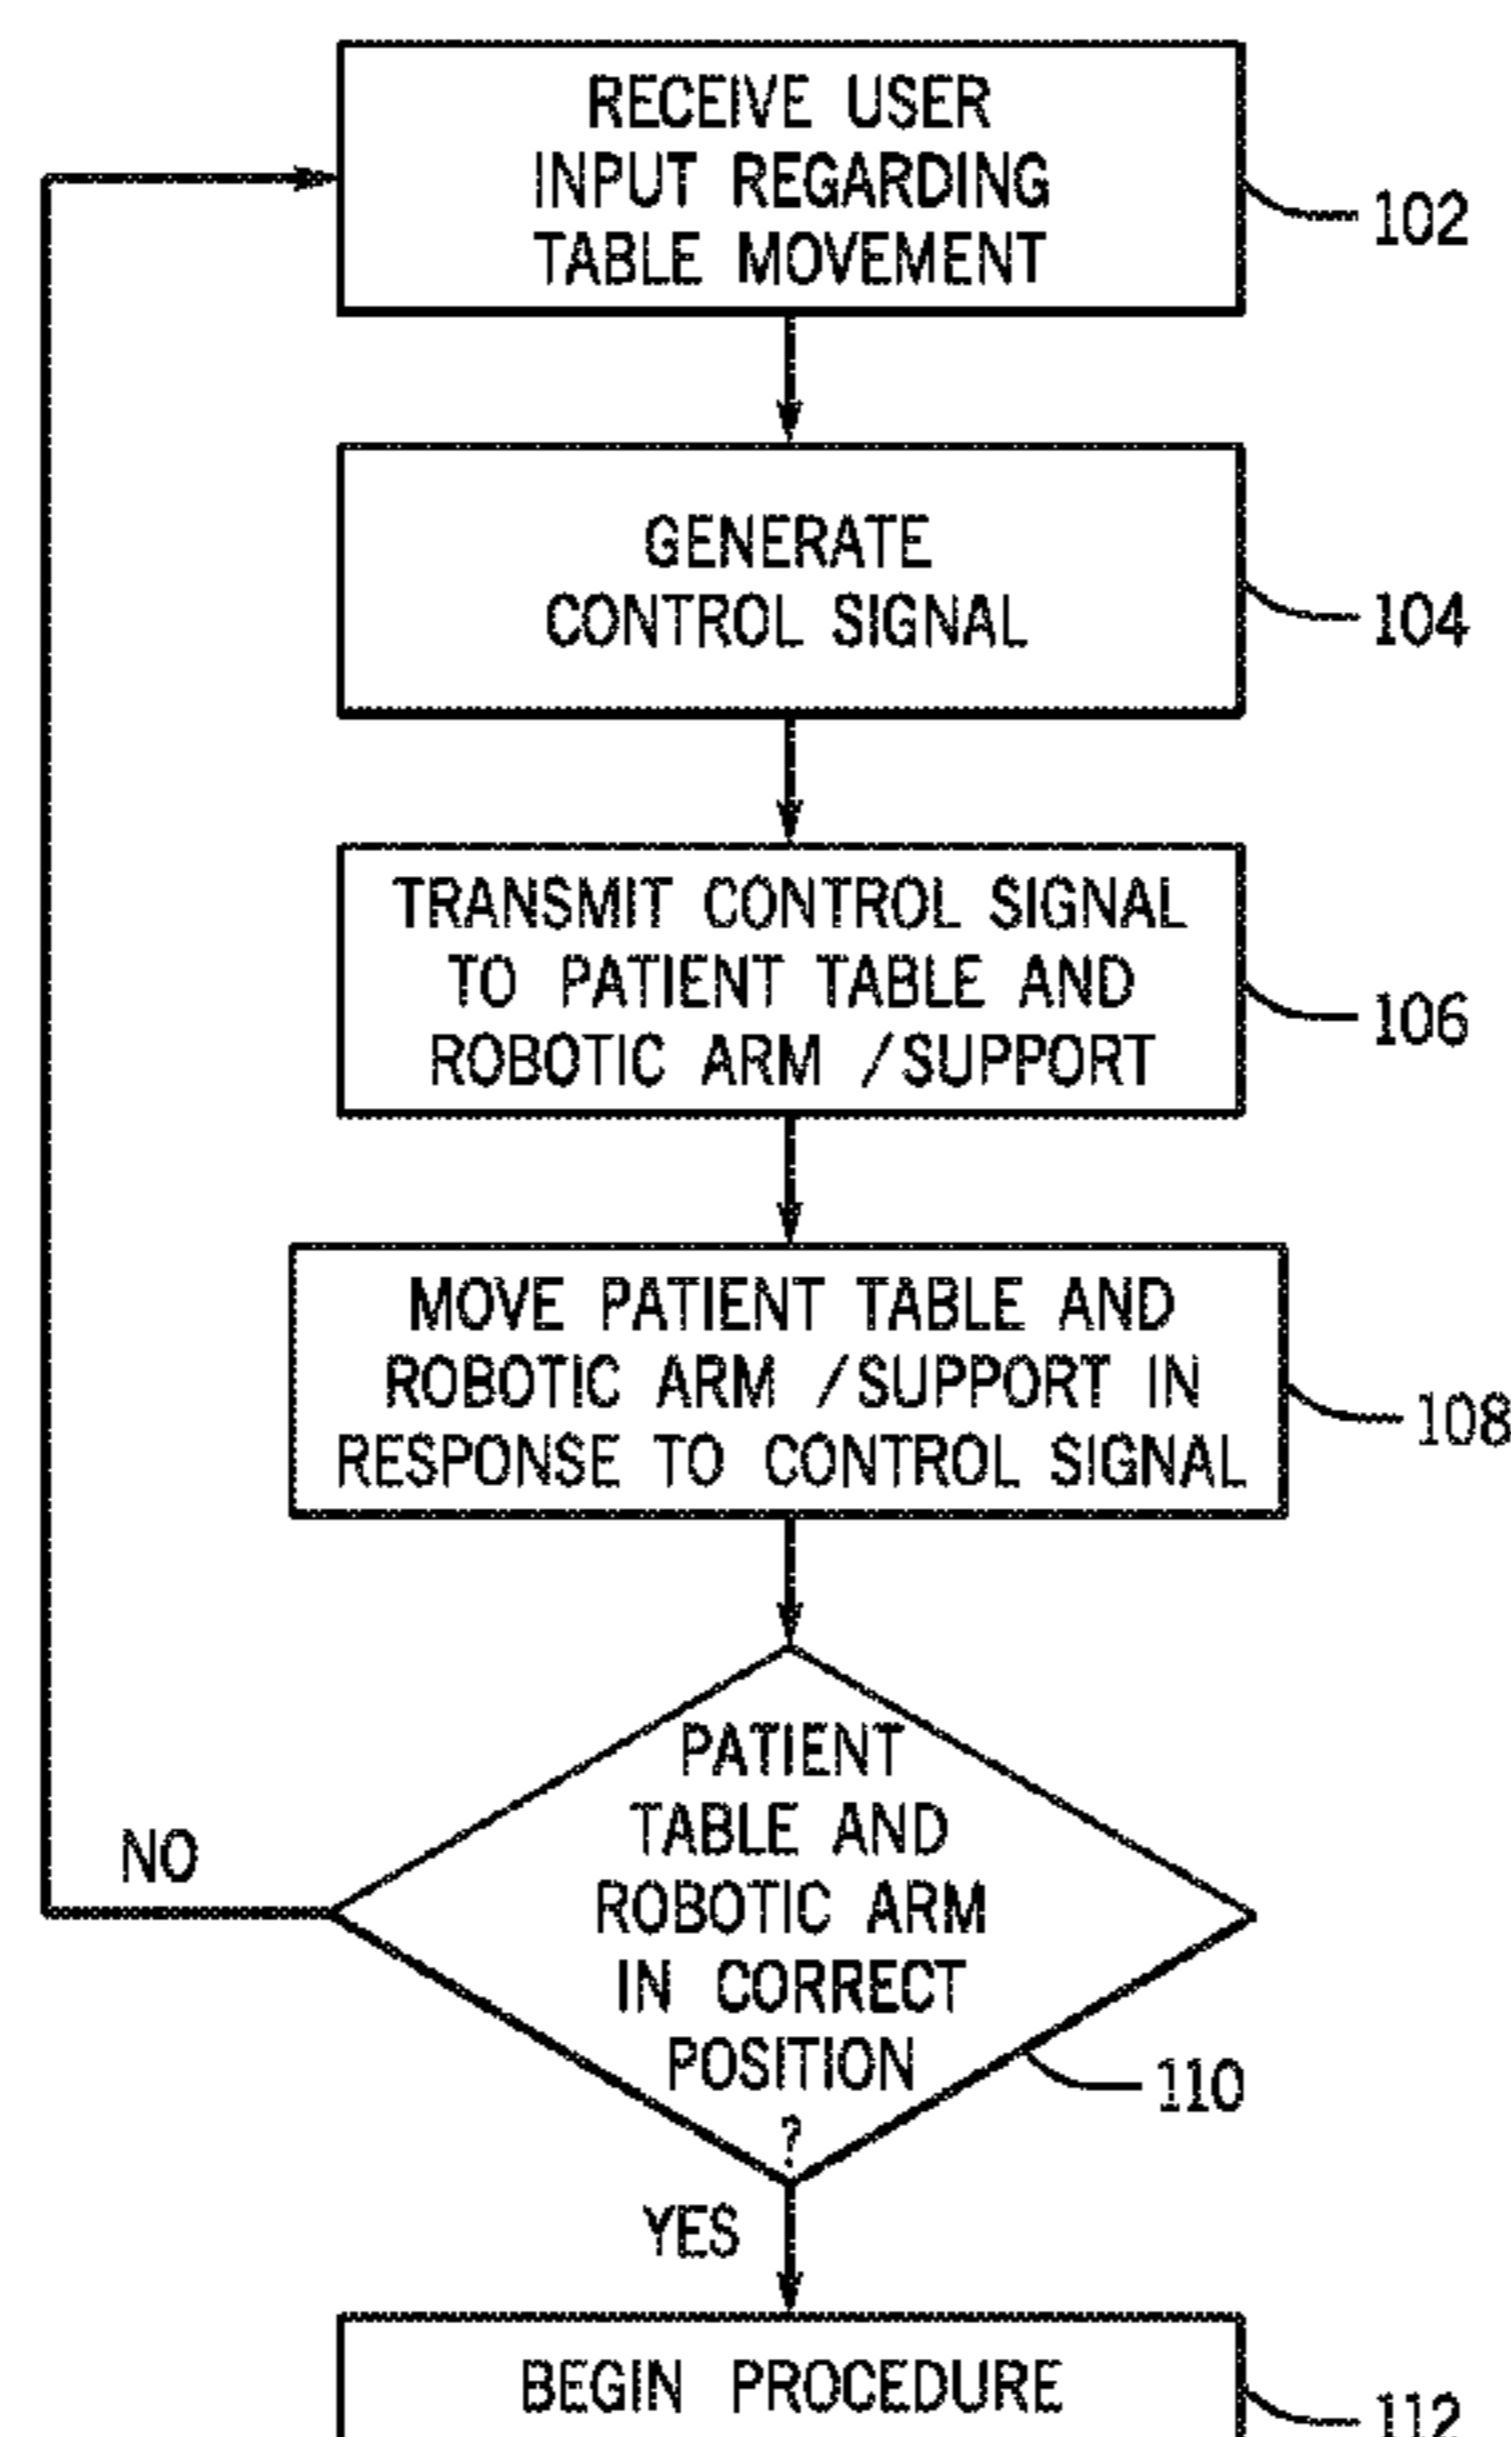 RECEIVE USER
INPUT REGARDING
TABLE MOVEMENT
102
GENERATE
CONTROL SIGNAL
104
TRANSMIT CONTROL SIGNAL
TO PATIENT TABLE AND
ROBOTIC ARM /SUPPORT
106
MOVE PATIENT TABLE AND
ROBOTIC ARM /SUPPORT IN
RESPONSE TO CONTROL SIGNAL
108
PATIENT
TABLE AND
ROBOTIC ARM
IN CORRECT
POSITION
?
110
NO
YES
BEGIN PROCEDURE
112